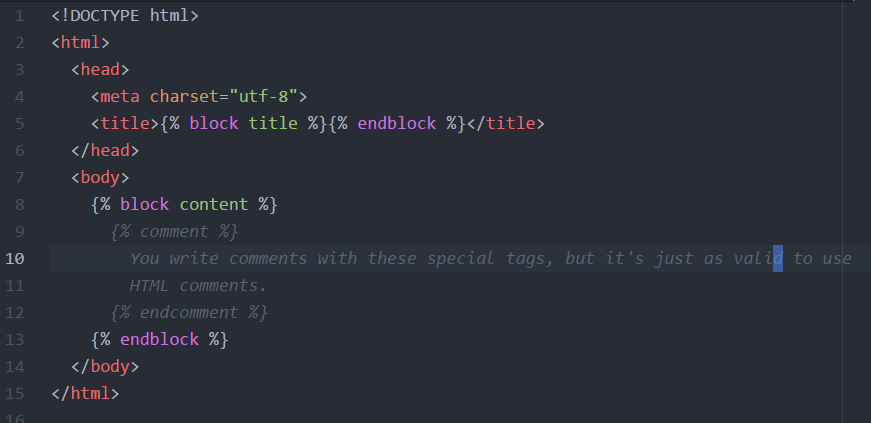 1 <!DOCTYPE html>
2 <html>
3   <head>
4     <meta charset="utf-8">
5     <title>{% block title %}{% endblock %}</title>
6   </head>
7   <body>
8     {% block content %}
9       {% comment %}
10         You write comments with these special tags, but it's just as valid to use
11         HTML comments.
12       {% endcomment %}
13     {% endblock %}
14   </body>
15 </html>
16